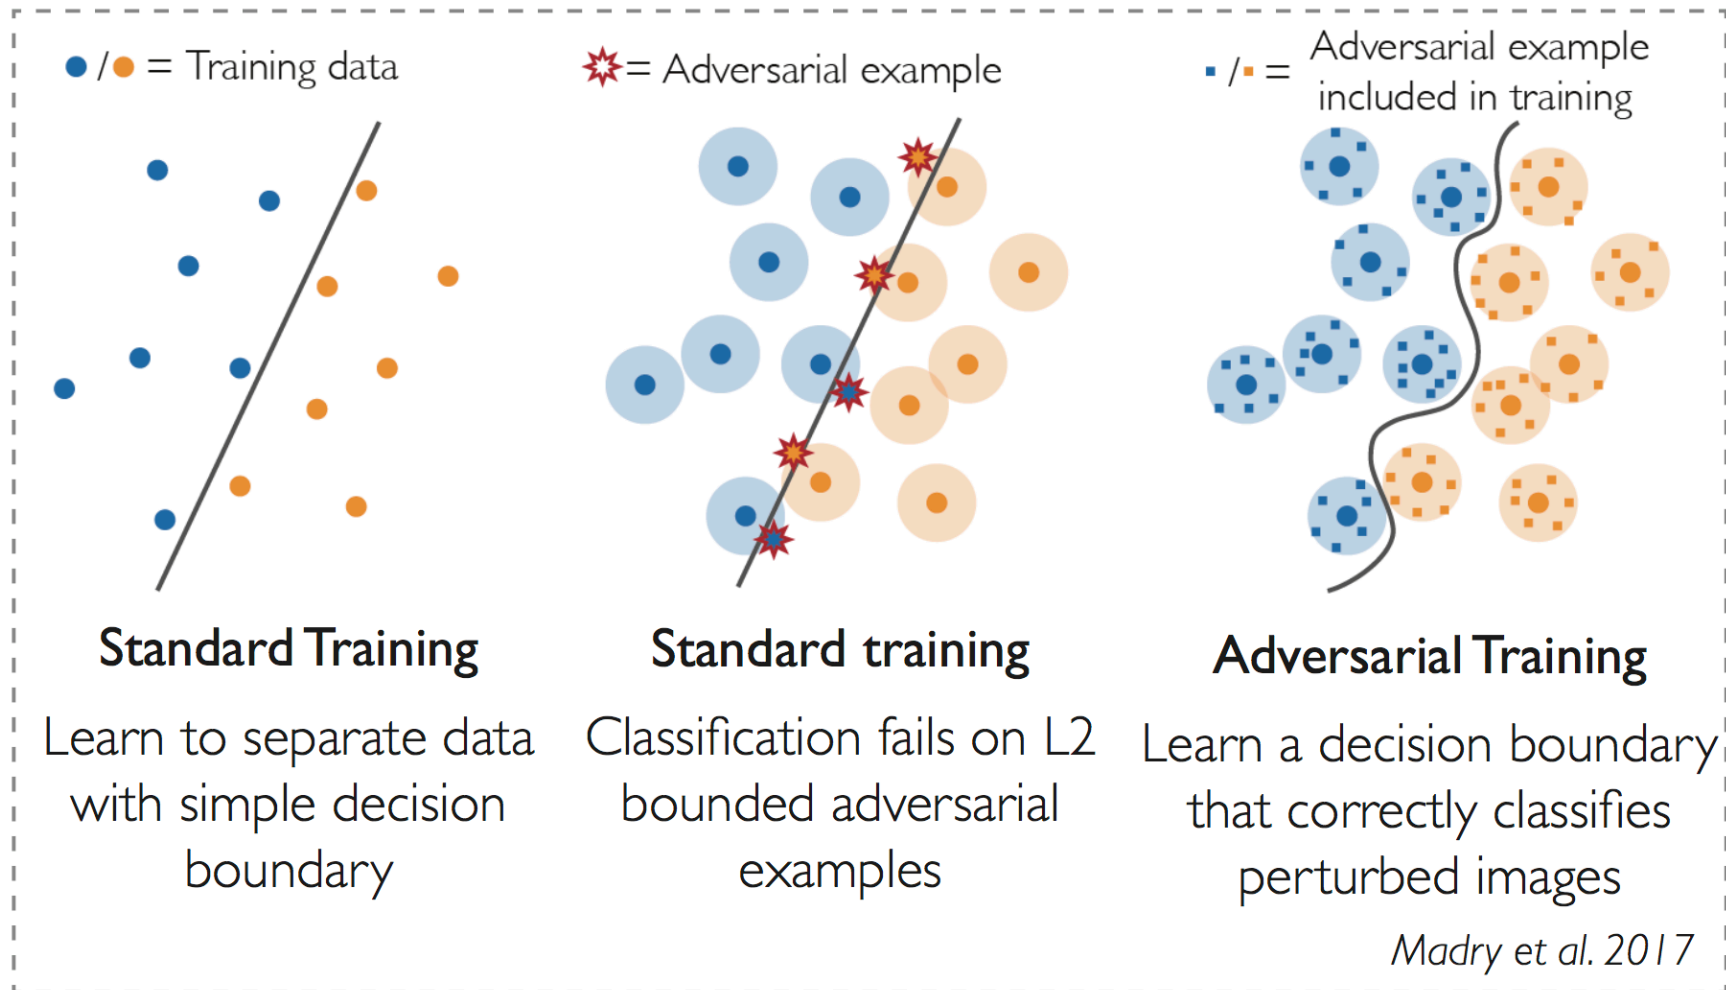 / = Training data
= Adversarial example
/ = Adversarial example
included in training
Standard Training
Learn to separate data
with simple decision
boundary
Standard training
Classification fails on L2
bounded adversarial
examples
Adversarial Training
Learn a decision boundary
that correctly classifies
perturbed images
Madry et al. 2017